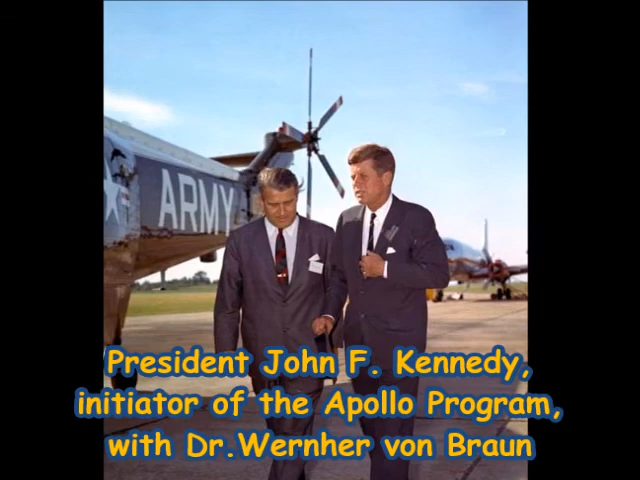 ARMY
President John F. Kennedy,
initiator of the Apollo Program,
with Dr.Wernher von Braun